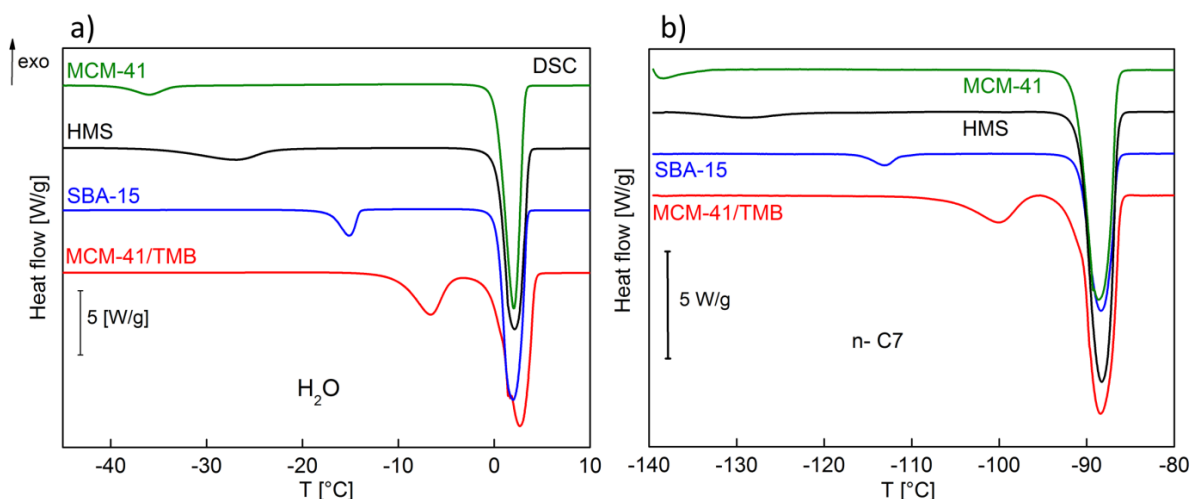 a)
exo
MCM-41
DSC
HMS
SBA-15
MCM-41/TMB
5 [W/g]
H₂O
Heat flow [W/g]
-40 -30 -20 -10 0 10
T [°C]
b)
MCM-41
HMS
SBA-15
MCM-41/TMB
5 W/g
n- C7
Heat flow [W/g]
-140 -130 -120 -110 -100 -90 -80
T [°C]